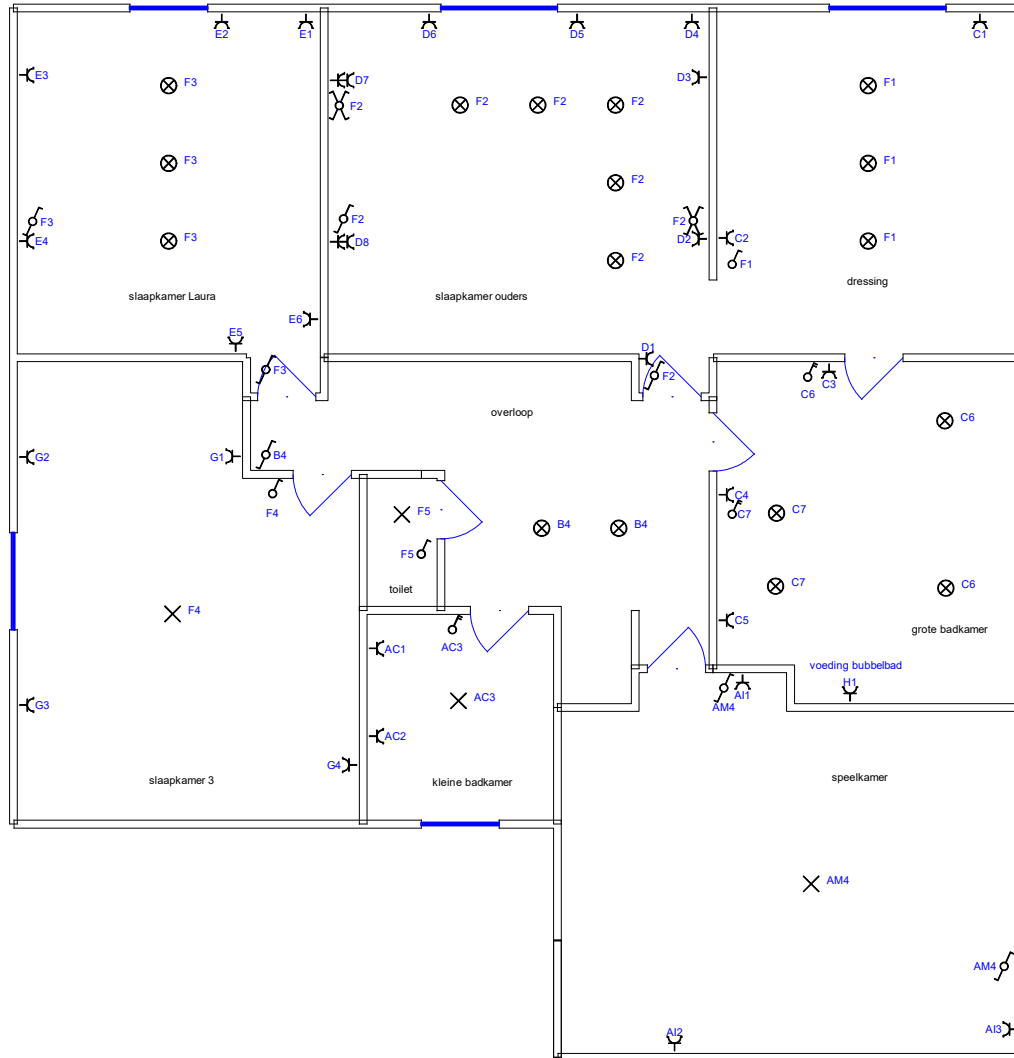 E2
E1
D6
D5
D4
C1
E3
D7
D3
F3
F2
F2
F2
F2
F2
F1
F3
F2
F1
F3
E4
F3
F2
D8
F2
D2
C2
F2
F1
F1
slaapkamer Laura
slaapkamer ouders
dressing
E6
E5
D1
F3
F2
C6
C3
overloop
C6
G2
G1
B4
F4
C4
C7
C7
F5
B4
B4
F5
toilet
C7
C6
F4
AC3
C5
grote badkamer
AC1
voeding bubbelbad
H1
AI1
AM4
AC3
G3
AC2
G4
slaapkamer 3
kleine badkamer
speelkamer
AM4
AM4
AI2
AI3